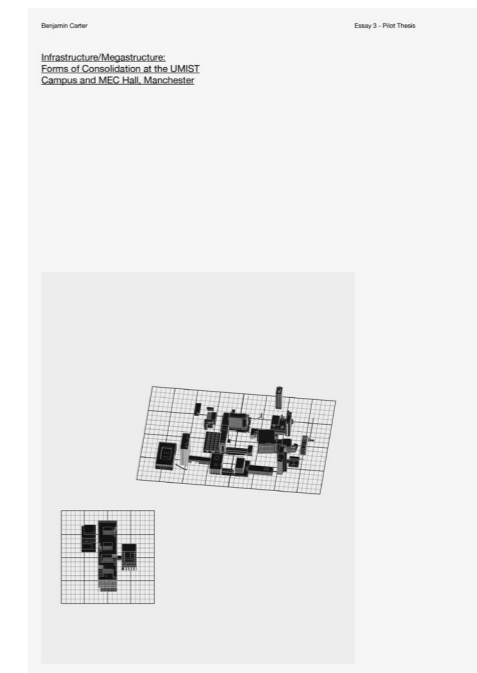 Benjamin Carter
Essay 3 - Pilot Thesis
Infrastructure/Megastructure:
Forms of Consolidation at the UMIST
Campus and MEC Hall, Manchester